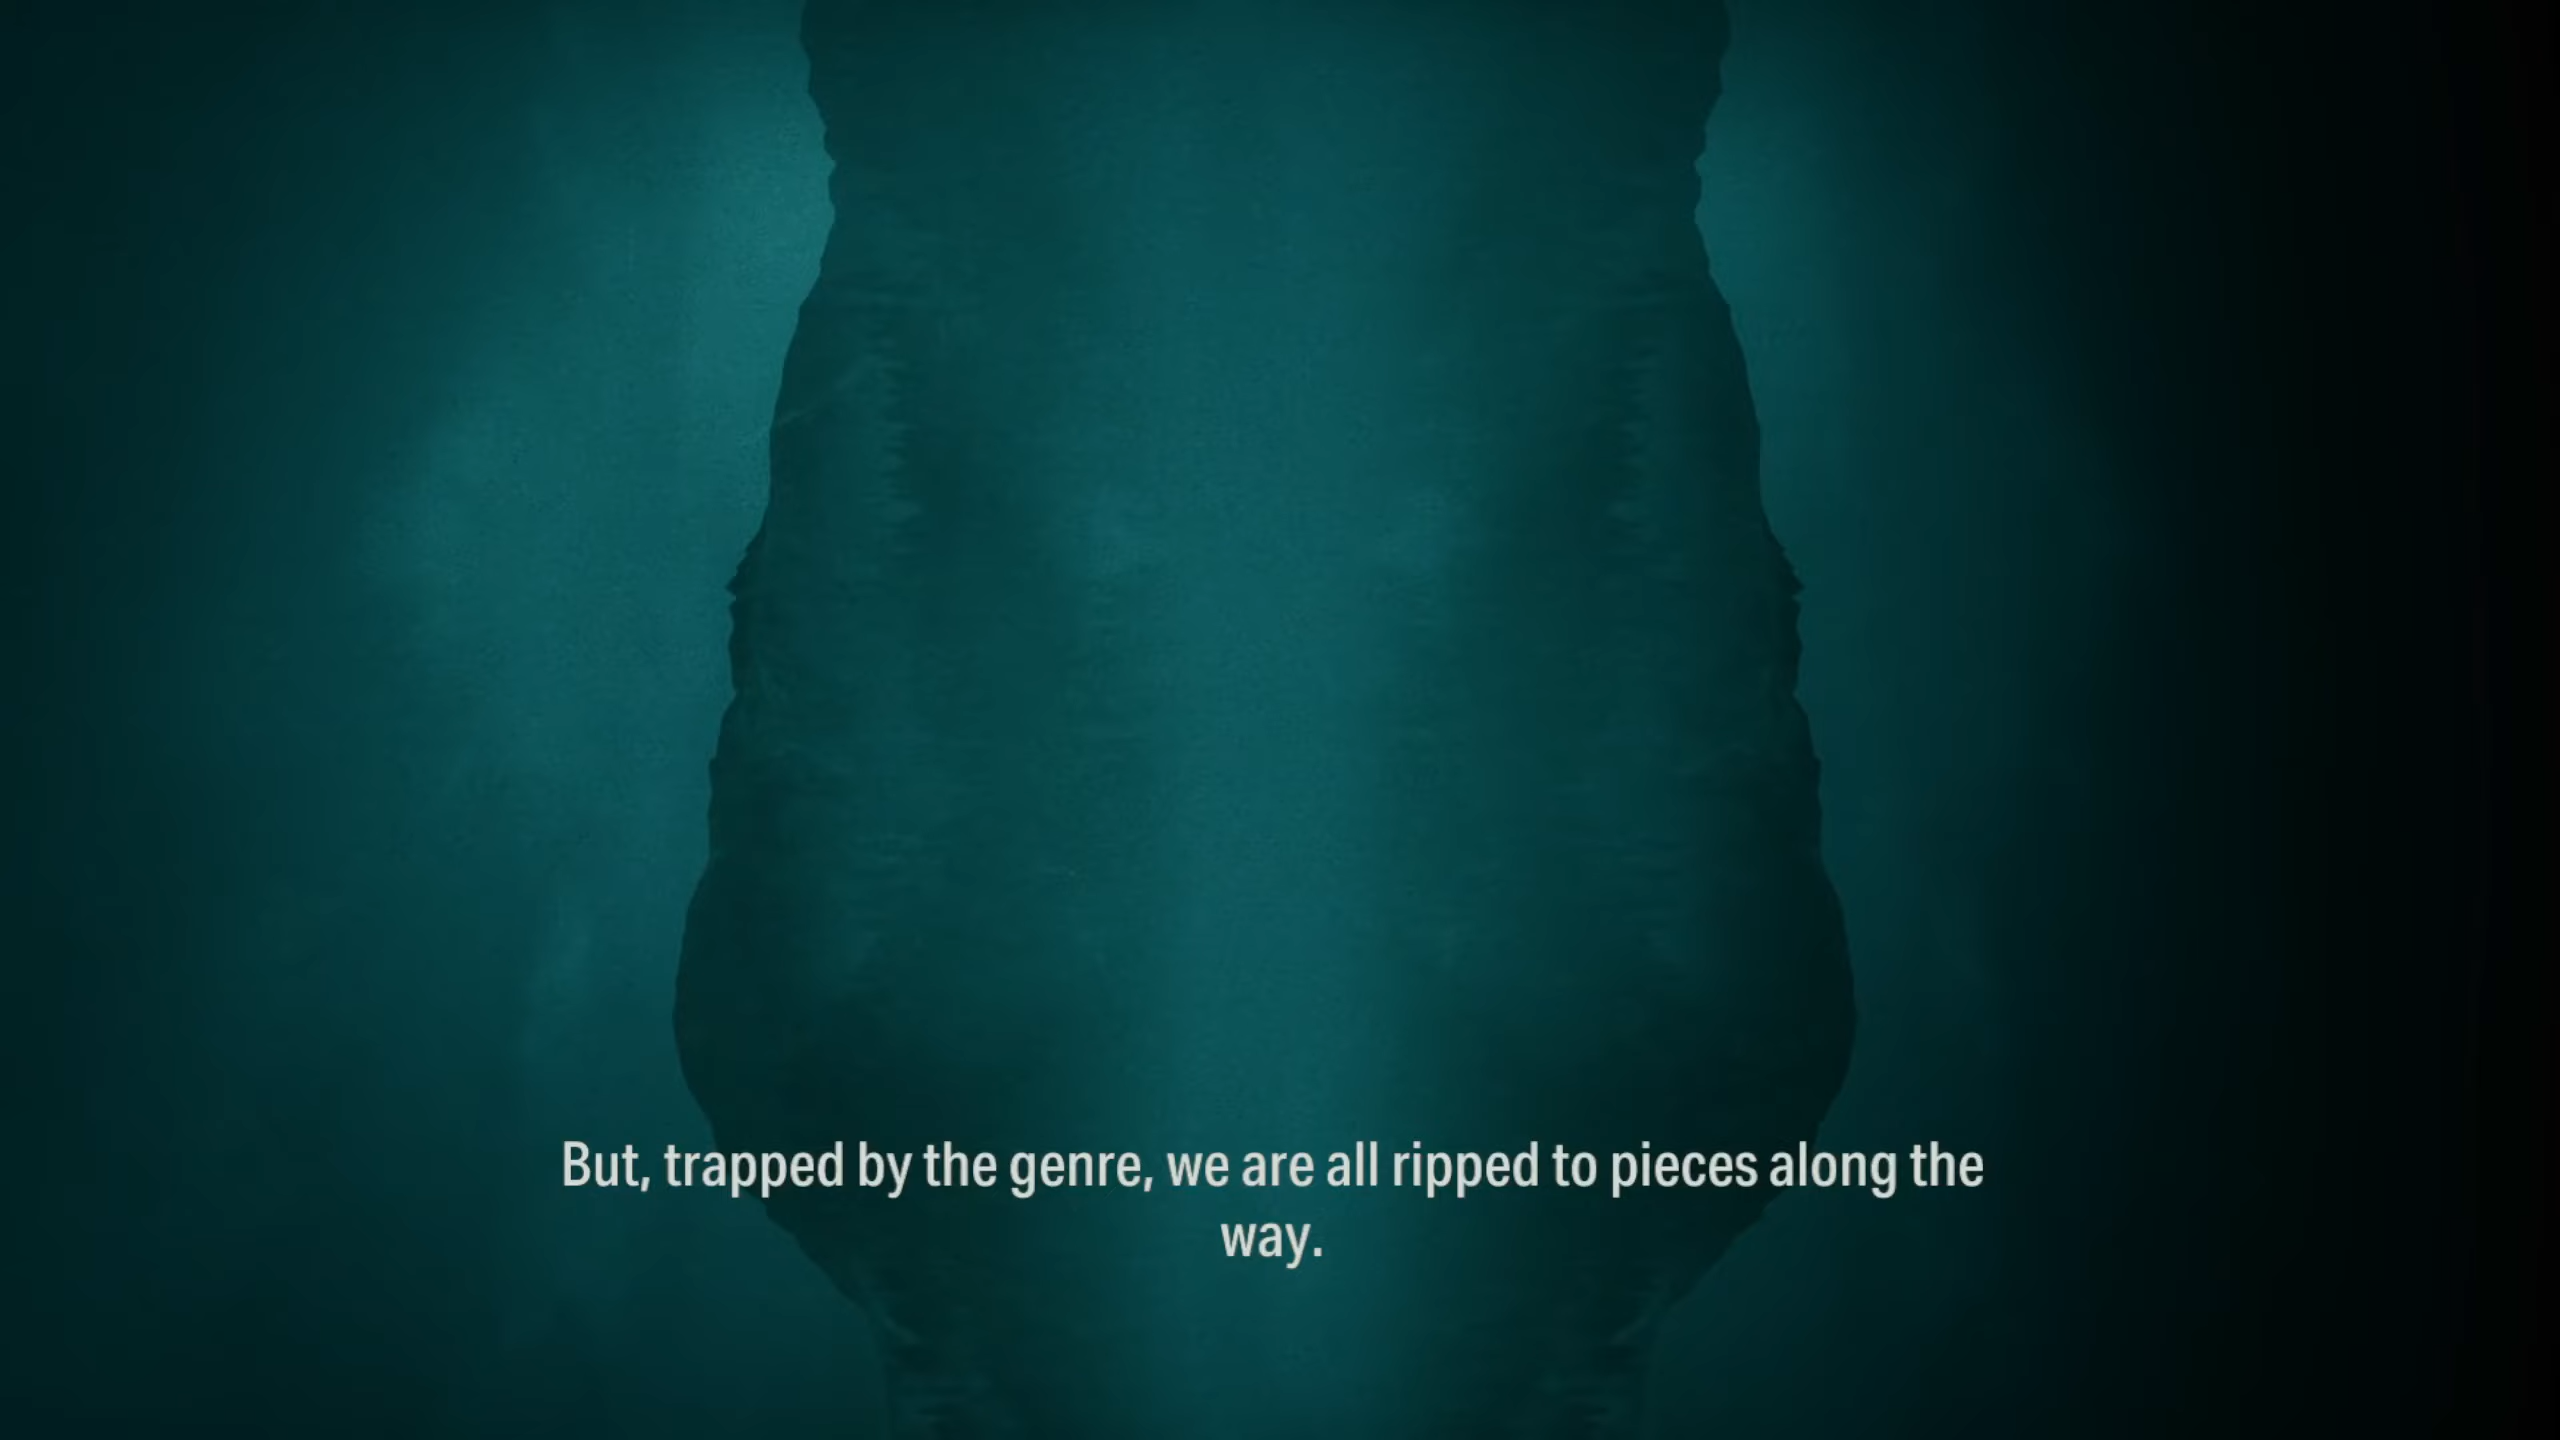 But, trapped by the genre, we are all ripped to pieces along the
way.